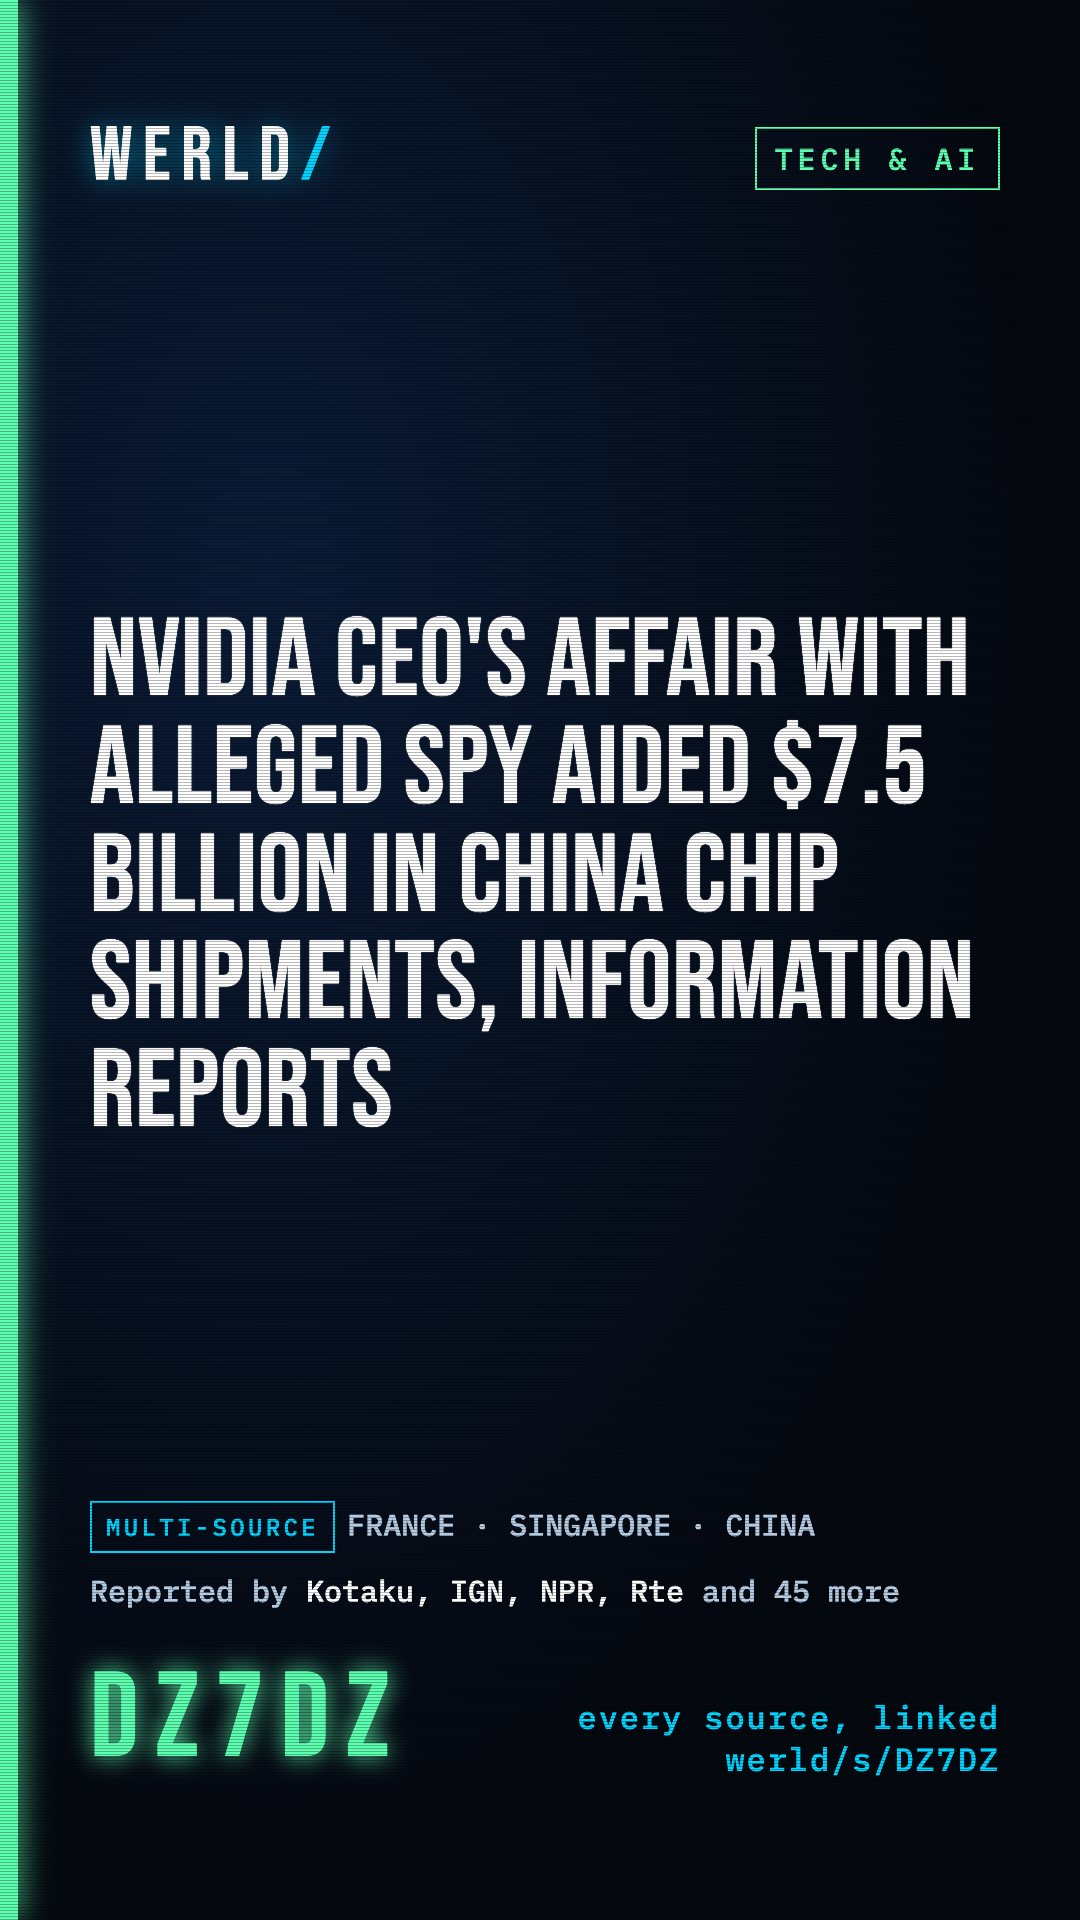 WERLD/
TECH & AI
NVIDIA CEO'S AFFAIR WITH
ALLEGED SPY AIDED $7.5
BILLION IN CHINA CHIP
SHIPMENTS, INFORMATION
REPORTS
MULTI-SOURCE FRANCE · SINGAPORE · CHINA
Reported by Kotaku, IGN, NPR, Rte and 45 more
DZ7DZ
every source, linked
werld/s/DZ7DZ